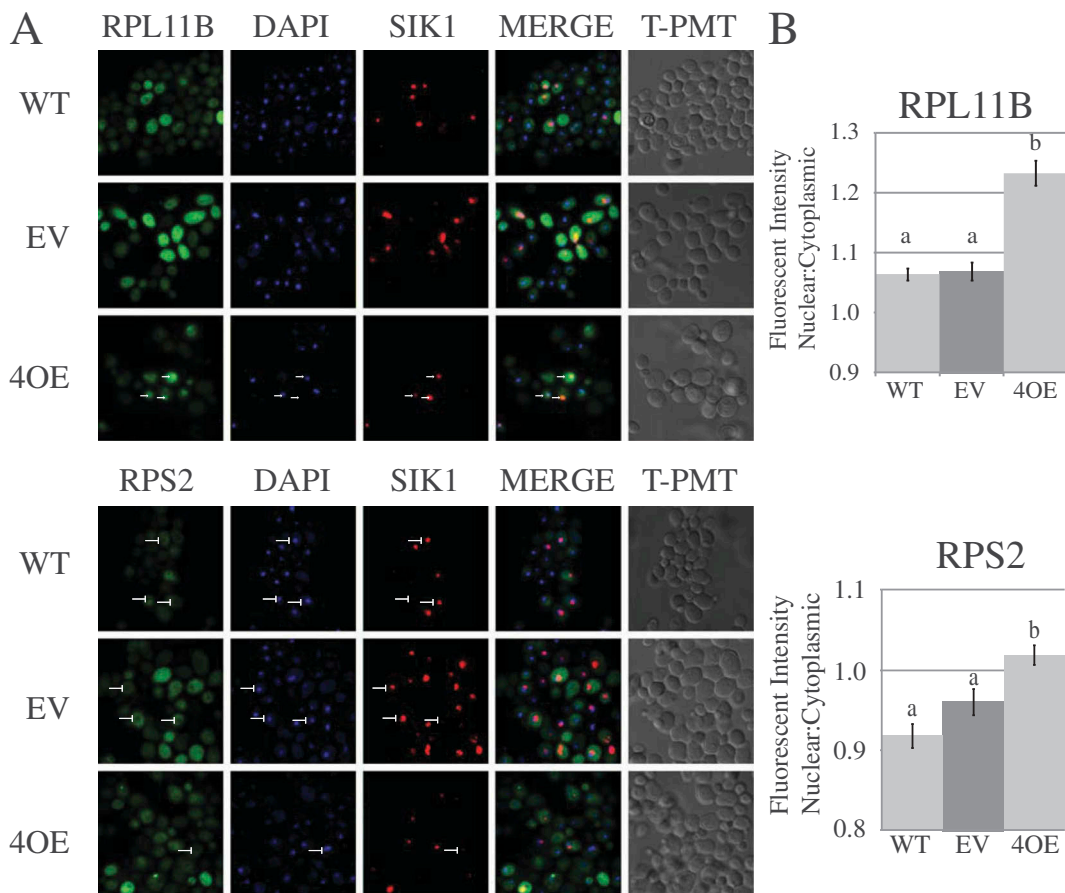 A
RPL11B DAPI SIK1 MERGE T-PMT
WT
EV
4OE
RPS2 DAPI SIK1 MERGE T-PMT
WT
EV
4OE
B
RPL11B
Fluorescent Intensity
Nuclear:Cytoplasmic
1.3
1.2
1.1
1.0
0.9
a
a
b
WT EV 4OE
RPS2
Fluorescent Intensity
Nuclear:Cytoplasmic
1.1
1.0
0.9
0.8
a
a
b
WT EV 4OE